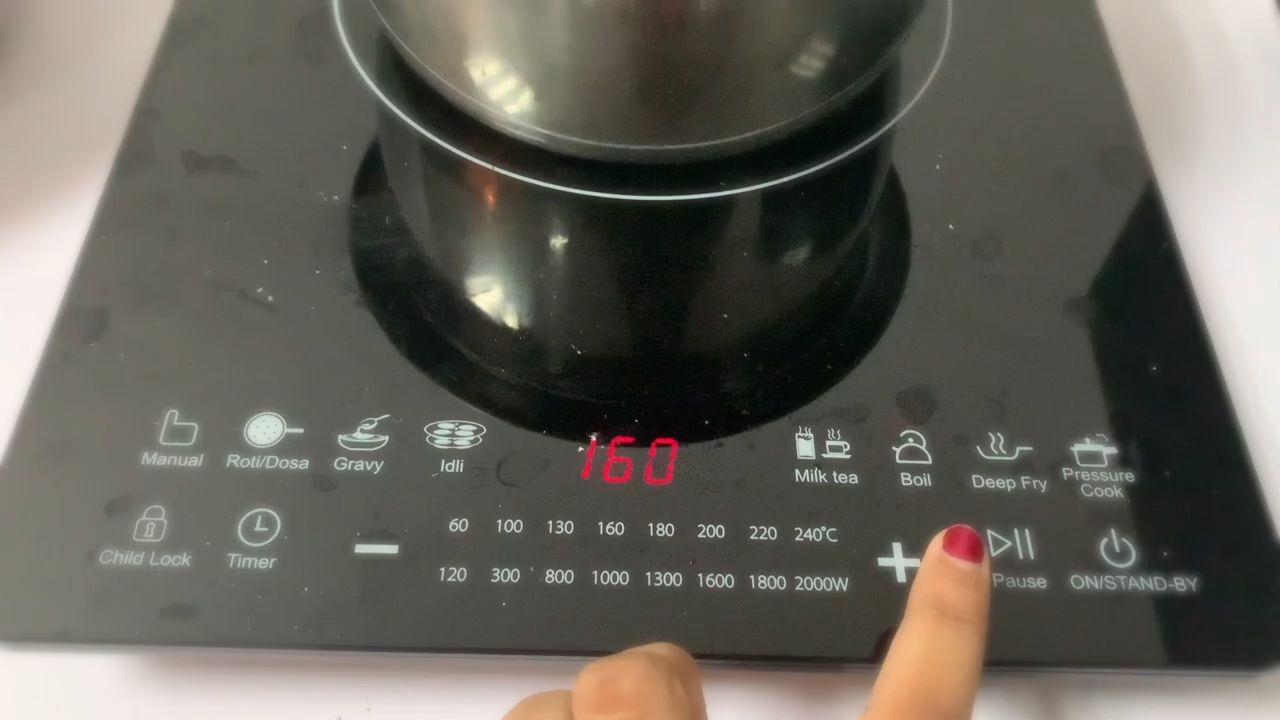 160
Manual Roti/Dosa Gravy Idli Milk tea Boil Deep Fry Pressure Cook
60 100 130 160 180 200 220 240°C
Child Lock Timer Pause ON/STAND-BY
120 300 800 1000 1300 1600 1800 2000W